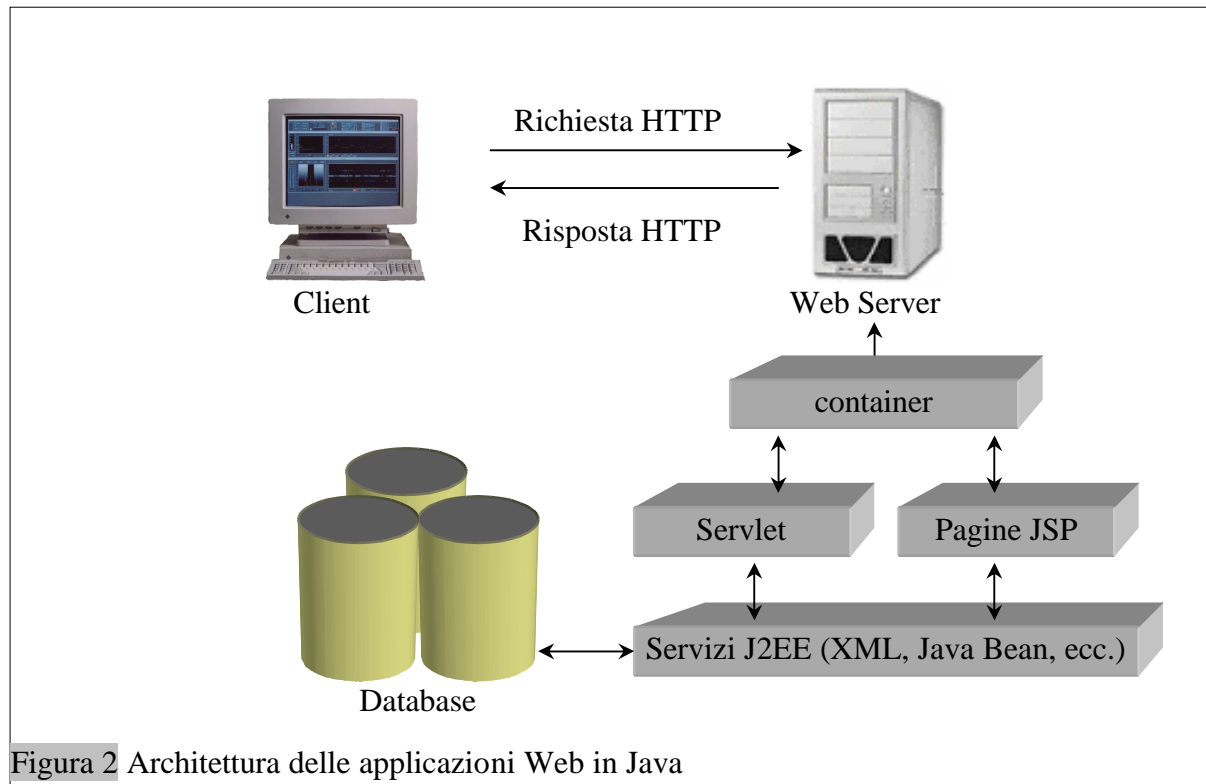 Richiesta HTTP
Risposta HTTP
Client
Web Server
container
Servlet
Pagine JSP
Servizi J2EE (XML, Java Bean, ecc.)
Database
Figura 2 Architettura delle applicazioni Web in Java